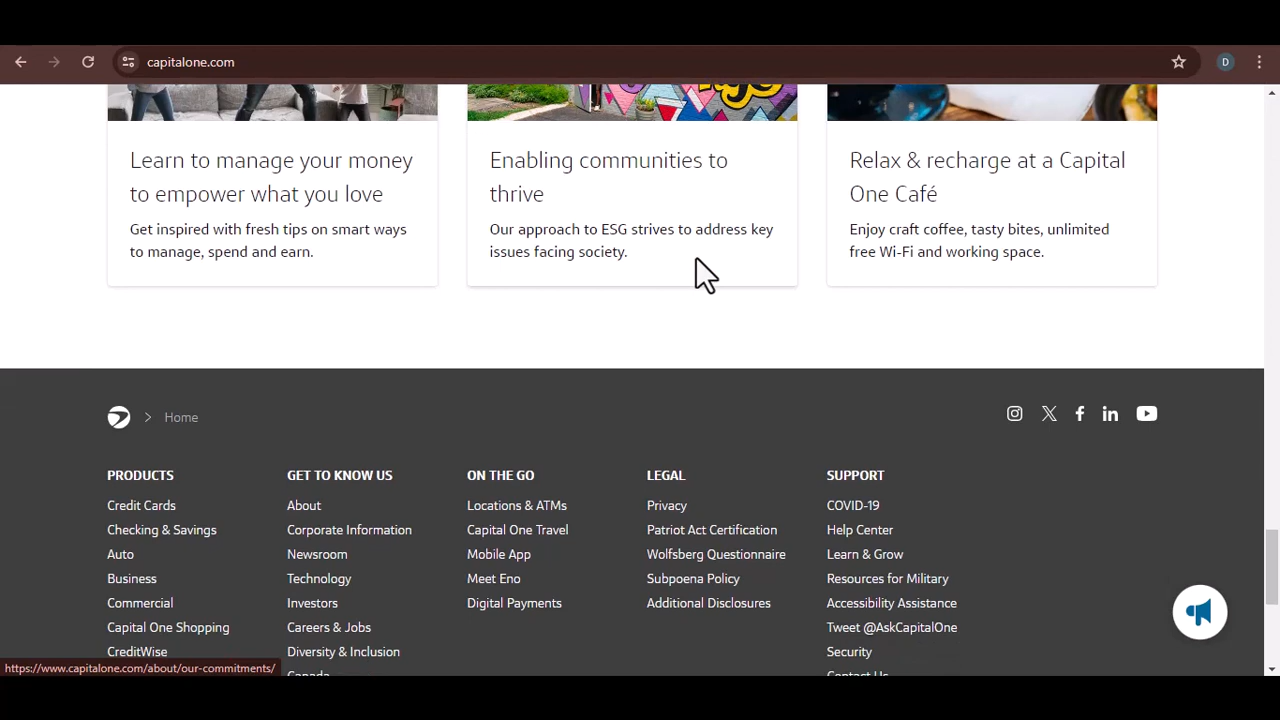 capitalone.com
D
Learn to manage your money
to empower what you love
Get inspired with fresh tips on smart ways
to manage, spend and earn.
Enabling communities to
thrive
Our approach to ESG strives to address key
issues facing society.
Relax & recharge at a Capital
One Café
Enjoy craft coffee, tasty bites, unlimited
free Wi-Fi and working space.
Home
PRODUCTS
Credit Cards
Checking & Savings
Auto
Business
Commercial
Capital One Shopping
CreditWise
GET TO KNOW US
About
Corporate Information
Newsroom
Technology
Investors
Careers & Jobs
Diversity & Inclusion
Canada
ON THE GO
Locations & ATMs
Capital One Travel
Mobile App
Meet Eno
Digital Payments
LEGAL
Privacy
Patriot Act Certification
Wolfsberg Questionnaire
Subpoena Policy
Additional Disclosures
SUPPORT
COVID-19
Help Center
Learn & Grow
Resources for Military
Accessibility Assistance
Tweet @AskCapitalOne
Security
Contact Us
https://www.capitalone.com/about/our-commitments/